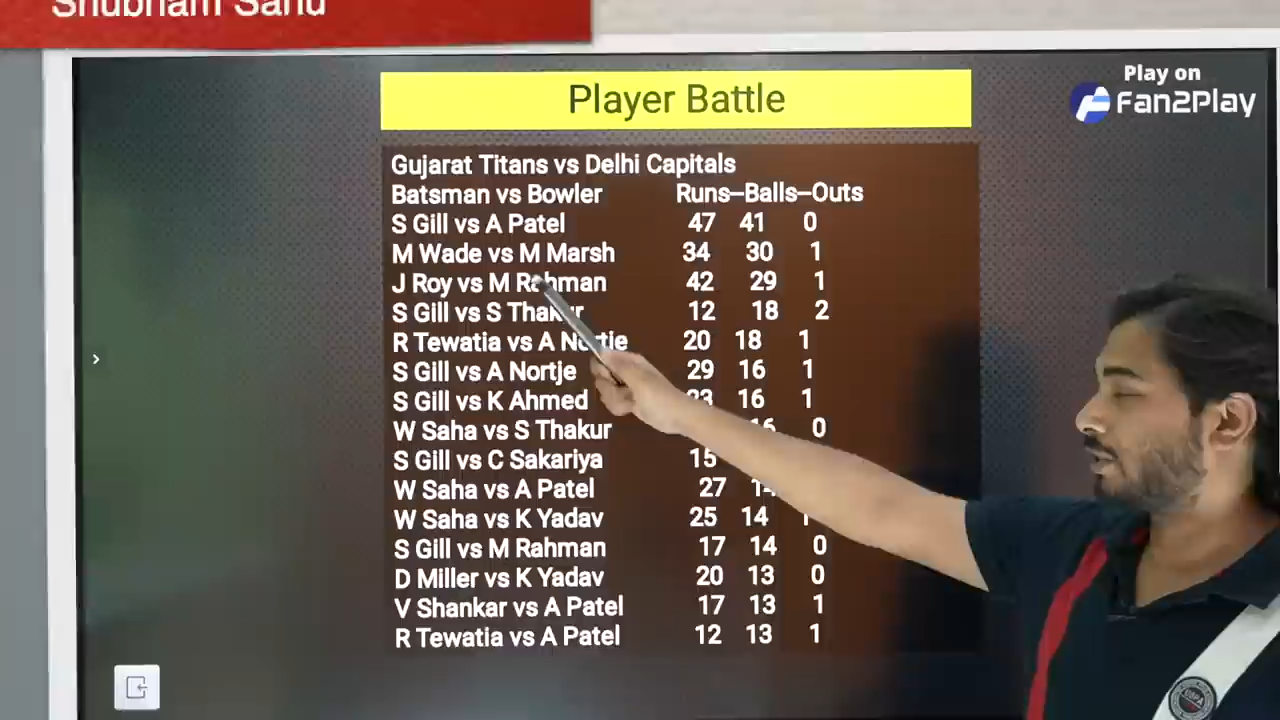 Shubham Sahu
Play on
Fan2Play
Player Battle
Gujarat Titans vs Delhi Capitals
Batsman vs Bowler Runs–Balls–Outs
S Gill vs A Patel 47 41 0
M Wade vs M Marsh 34 30 1
J Roy vs M Rahman 42 29 1
S Gill vs S Thakur 12 18 2
R Tewatia vs A Nortje 20 18 1
S Gill vs A Nortje 29 16 1
S Gill vs K Ahmed 23 16 1
W Saha vs S Thakur 16 0
S Gill vs C Sakariya 15
W Saha vs A Patel 27 14
W Saha vs K Yadav 25 14 1
S Gill vs M Rahman 17 14 0
D Miller vs K Yadav 20 13 0
V Shankar vs A Patel 17 13 1
R Tewatia vs A Patel 12 13 1